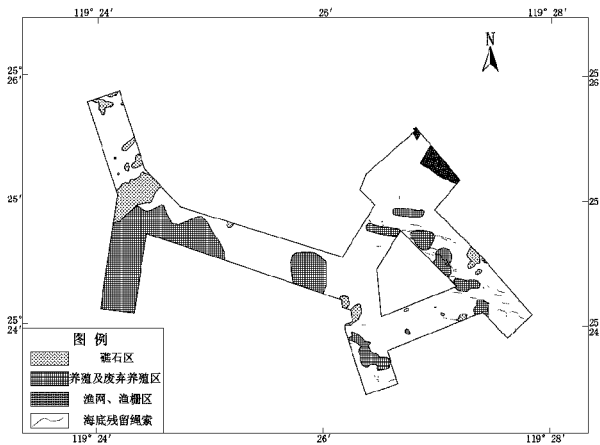 119° 24′ 26′ 119° 28′
N
25° 26′ 25° 26′
25′ 25′
25° 24′ 25° 24′
图 例
礁石区
养殖及废弃养殖区
渔网、渔栅区
海底残留绳索
119° 24′ 26′ 119° 28′